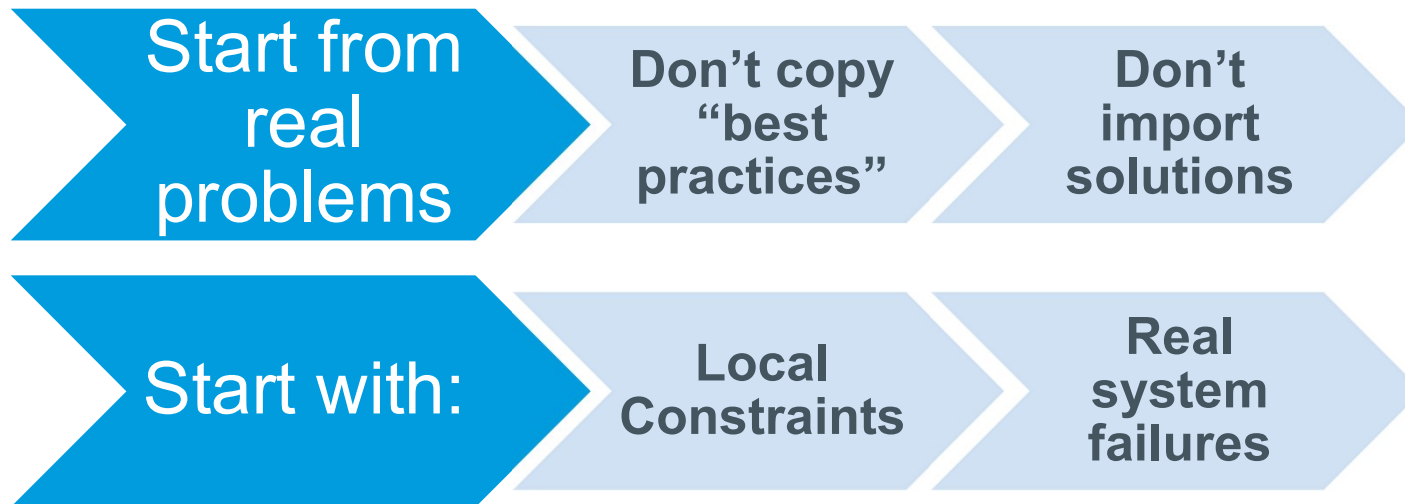 Start from
real
problems
Don’t copy
“best
practices”
Don’t
import
solutions
Start with:
Local
Constraints
Real
system
failures